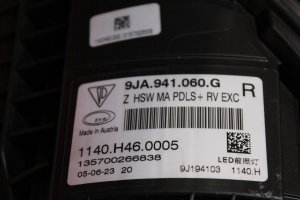 9JA.941.060.G
Z HSW MA PDLS+ RV EXC
R
ZKW
Made in Austria
1140.H46.0005
135700266838
05-06-23 20
LED前照灯
9J194103 1140.H